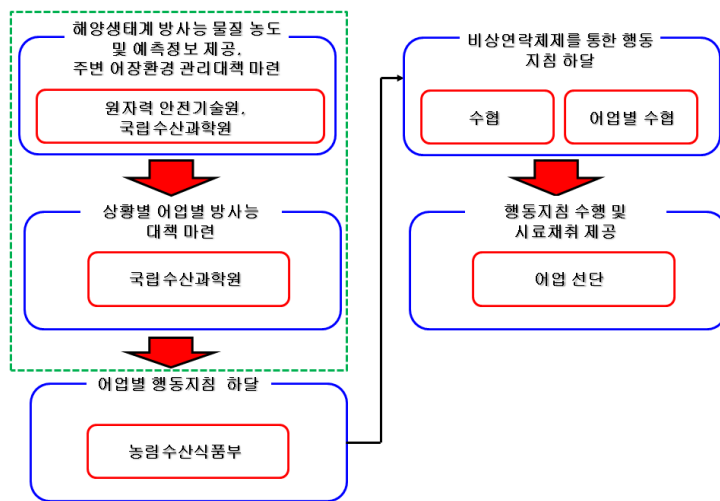 해양생태계 방사능 물질 농도
및 예측정보 제공,
주변 어장환경 관리대책 마련
원자력 안전기술원,
국립수산과학원
상황별 어업별 방사능
대책 마련
국립수산과학원
어업별 행동지침 하달
농림수산식품부
비상연락체제를 통한 행동
지침 하달
수협
어업별 수협
행동지침 수행 및
시료채취 제공
어업 선단